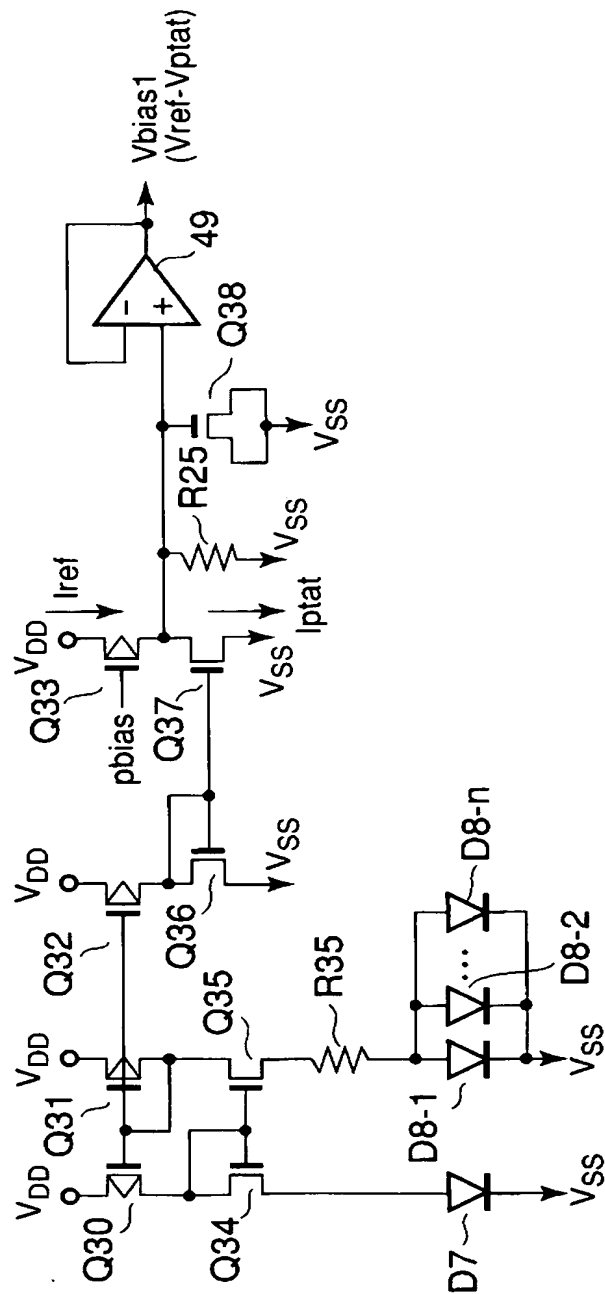 VDD
VDD
VDD
VDD
Iref
Q30
Q31
Q32
Q33
pbias
Q34
Q35
Q36
Q37
VSS
VSS
Iptat
R25
VSS
Q38
VSS
49
-
+
Vbias1
(Vref-Vptat)
R35
D7
D8-1
D8-2
D8-n
...
VSS
VSS